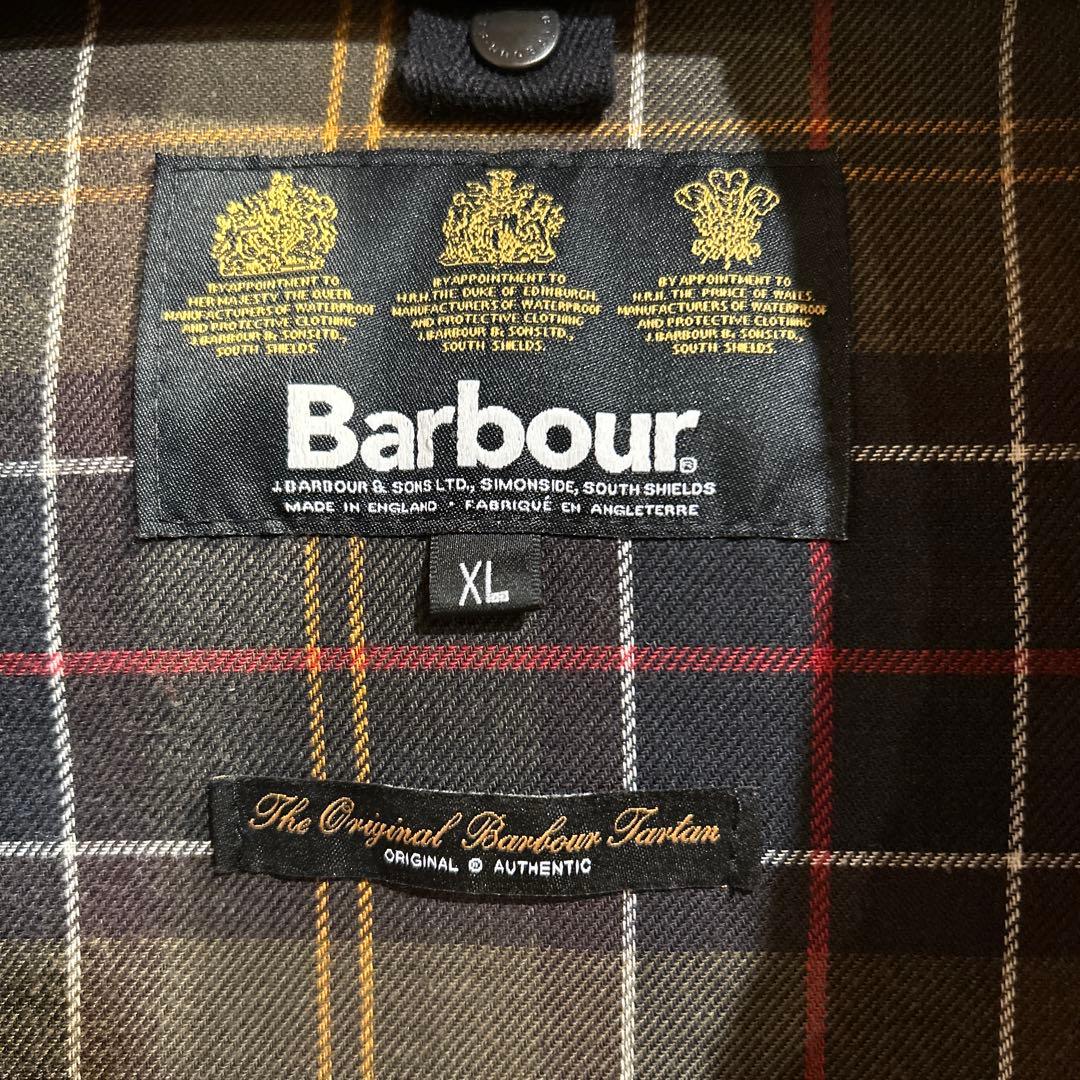 BY APPOINTMENT TO
HER MAJESTY THE QUEEN
MANUFACTURERS OF WATERPROOF
AND PROTECTIVE CLOTHING
J.BARBOUR & SONS LTD.,
SOUTH SHIELDS.
BY APPOINTMENT TO
H.R.H. THE DUKE OF EDINBURGH
MANUFACTURERS OF WATERPROOF
AND PROTECTIVE CLOTHING
J.BARBOUR & SONS LTD.,
SOUTH SHIELDS.
BY APPOINTMENT TO
H.R.H. THE PRINCE OF WALES
MANUFACTURERS OF WATERPROOF
AND PROTECTIVE CLOTHING
J.BARBOUR & SONS LTD.,
SOUTH SHIELDS.
Barbour®
J.BARBOUR & SONS LTD., SIMONSIDE, SOUTH SHIELDS
MADE IN ENGLAND · FABRIQUÉ EN ANGLETERRE
XL
The Original Barbour Tartan
ORIGINAL ® AUTHENTIC